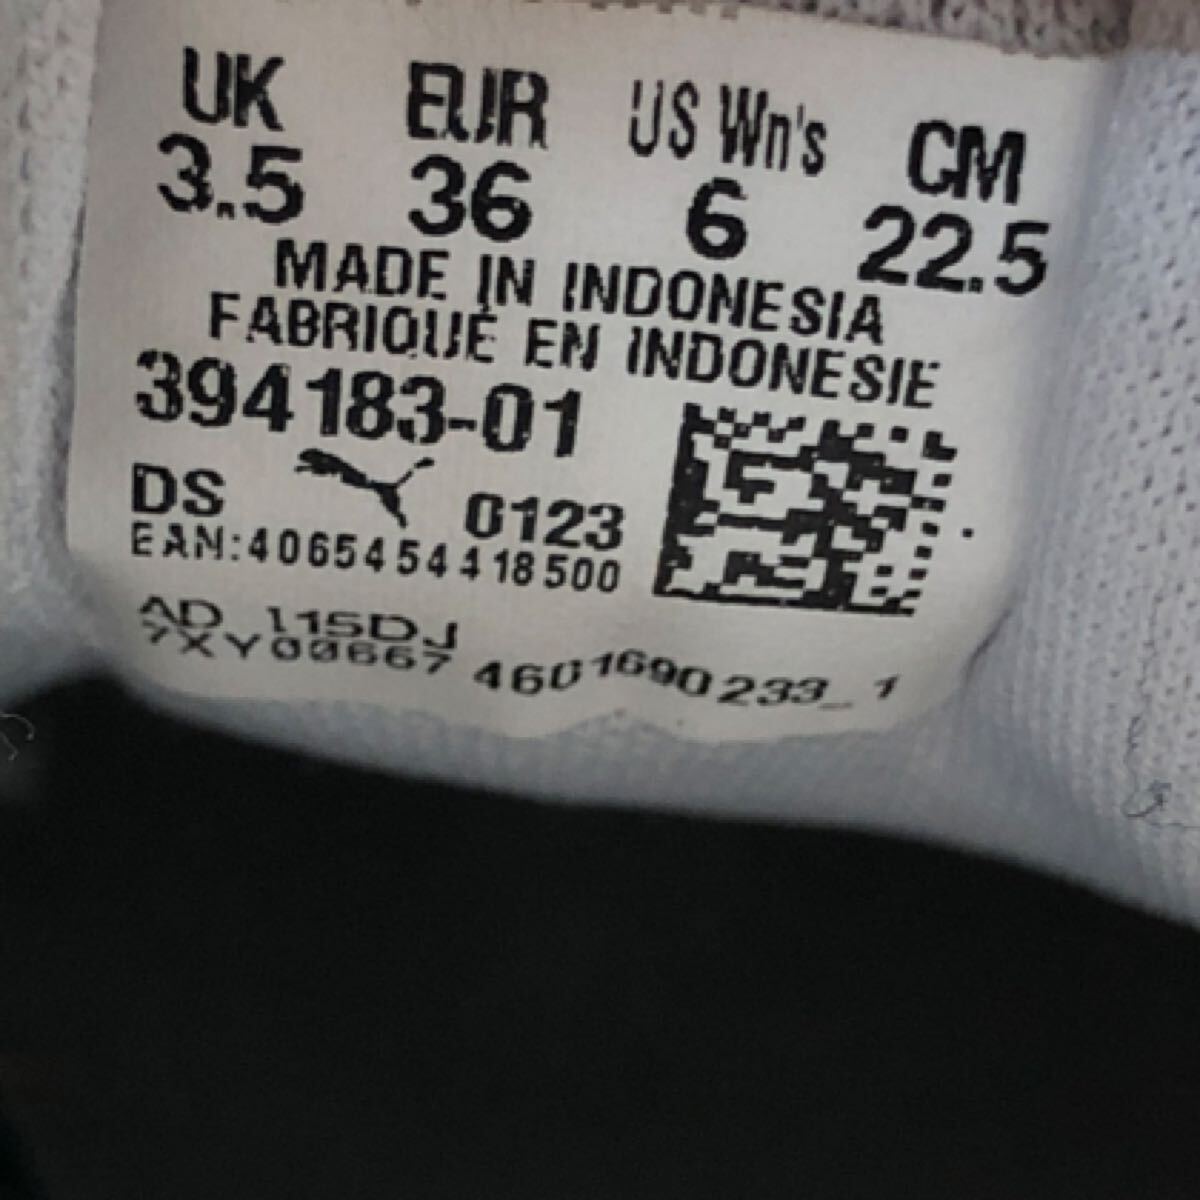 UK EUR US Wn's CM
3.5 36 6 22.5
MADE IN INDONESIA
FABRIQUÉ EN INDONESIE
394183-01
DS 0123
EAN:4065454418500
AD 115DJ
7XY00667 4601690233_1